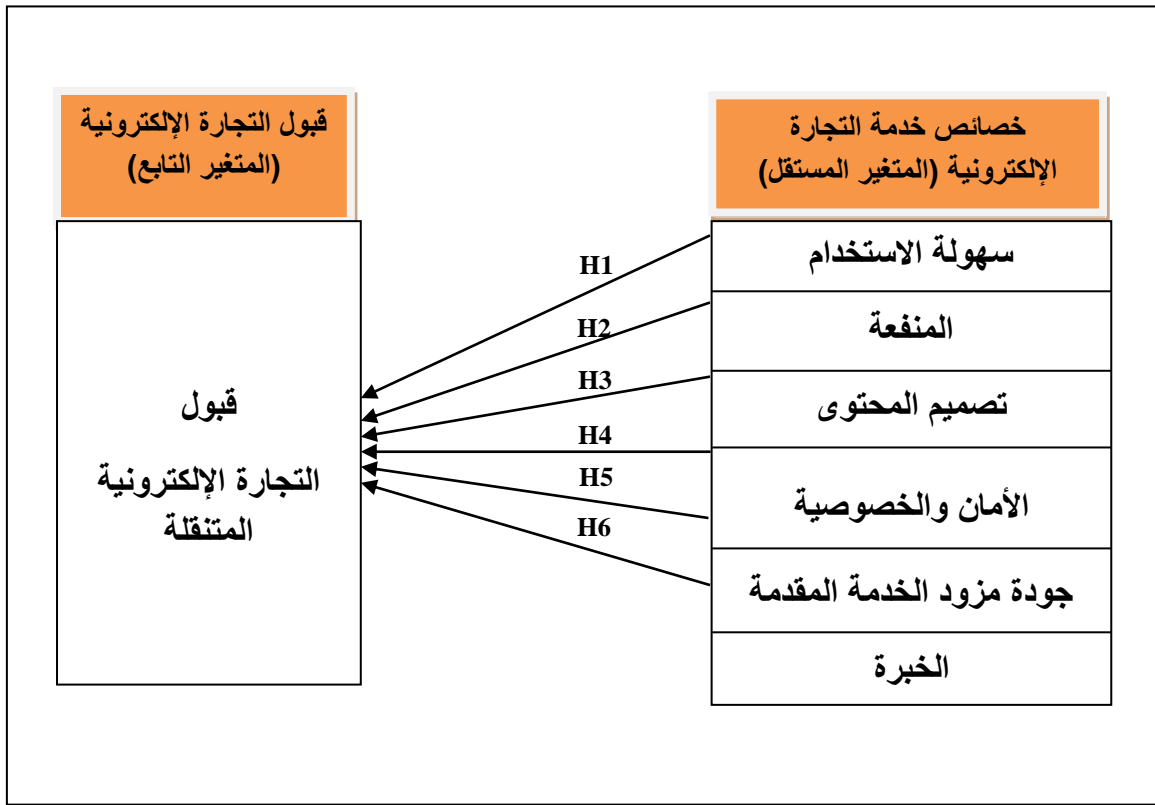 خصائص خدمة التجارة
الإلكترونية (المتغير المستقل)
سهولة الاستخدام
المنفعة
تصميم المحتوى
الأمان والخصوصية
جودة مزود الخدمة المقدمة
الخبرة
H1
H2
H3
H4
H5
H6
قبول التجارة الإلكترونية
(المتغير التابع)
قبول
التجارة الإلكترونية
المتنقلة